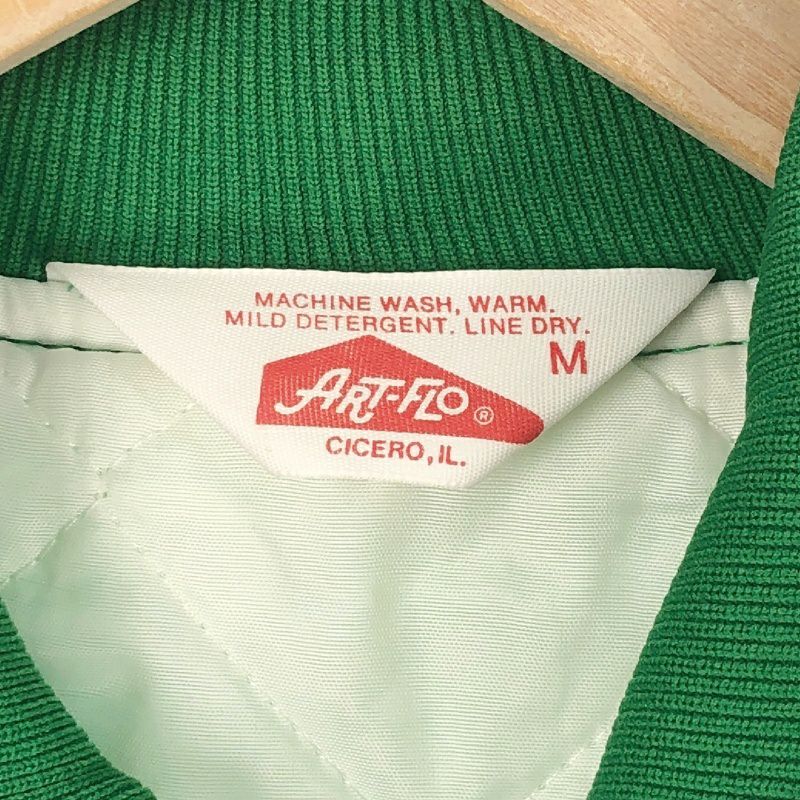 MACHINE WASH, WARM.
MILD DETERGENT. LINE DRY.
M
ART-FLO ®
CICERO, IL.